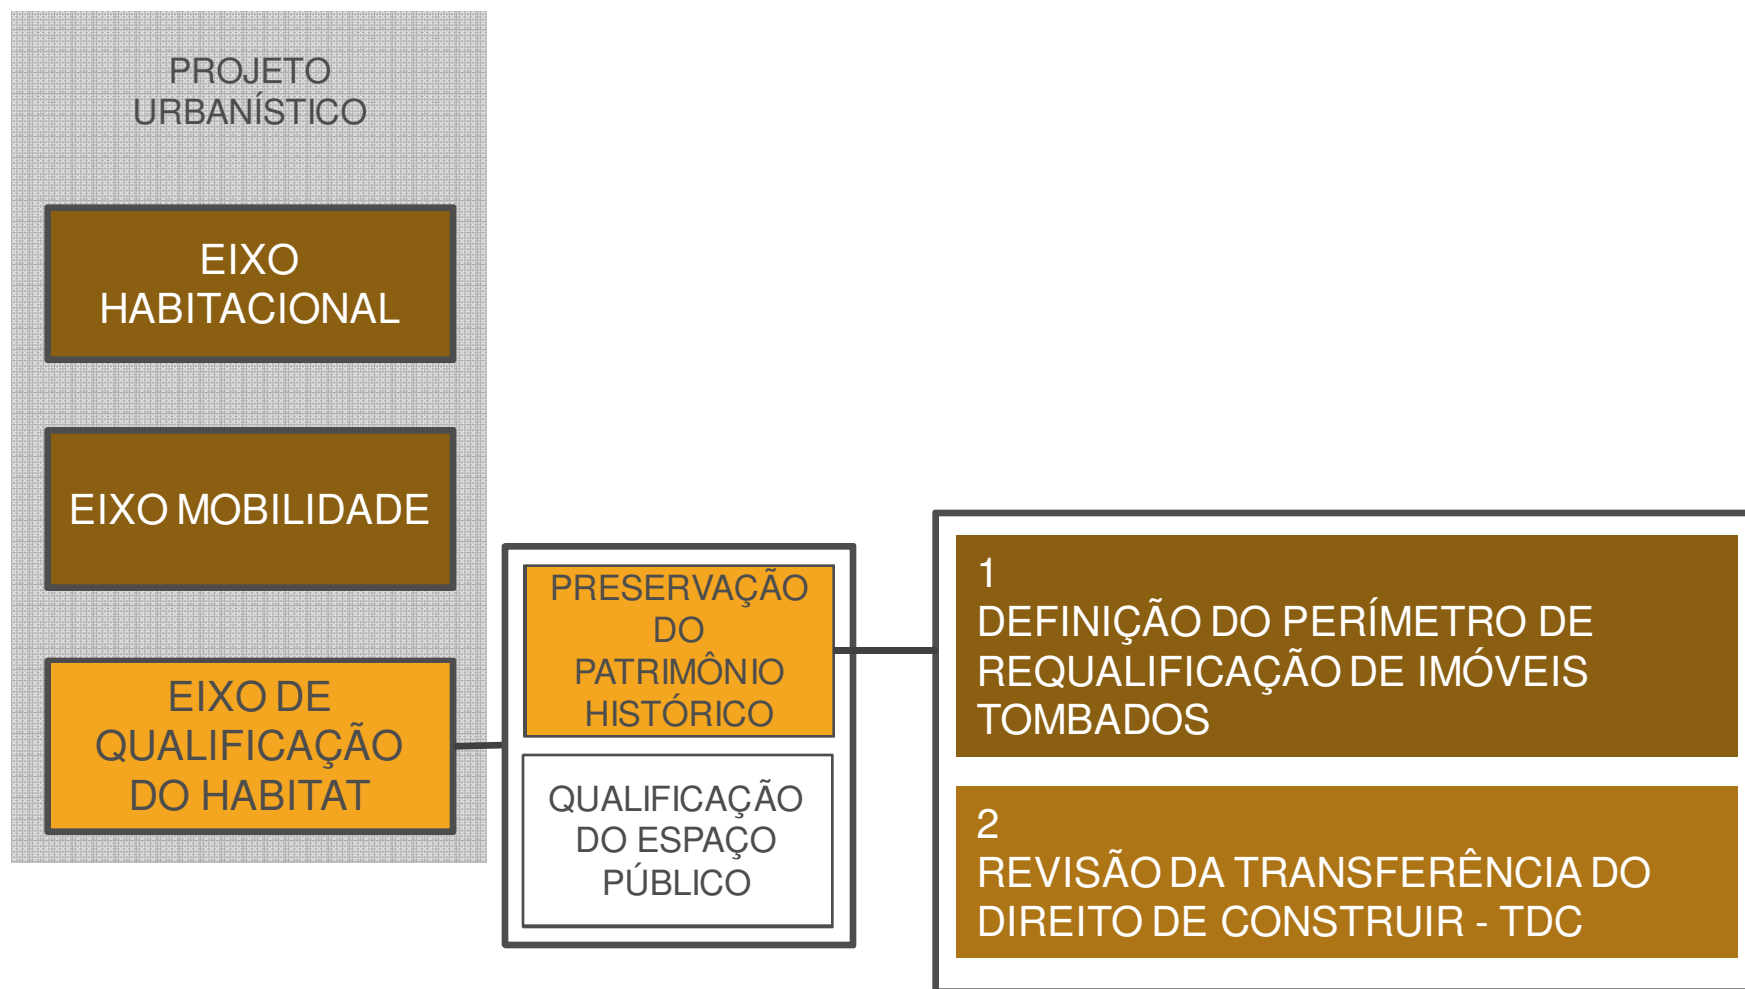 PROJETO
URBANÍSTICO
EIXO
HABITACIONAL
EIXO MOBILIDADE
EIXO DE
QUALIFICAÇÃO
DO HABITAT
PRESERVAÇÃO
DO
PATRIMÔNIO
HISTÓRICO
QUALIFICAÇÃO
DO ESPAÇO
PÚBLICO
1
DEFINIÇÃO DO PERÍMETRO DE
REQUALIFICAÇÃO DE IMÓVEIS
TOMBADOS
2
REVISÃO DA TRANSFERÊNCIA DO
DIREITO DE CONSTRUIR - TDC